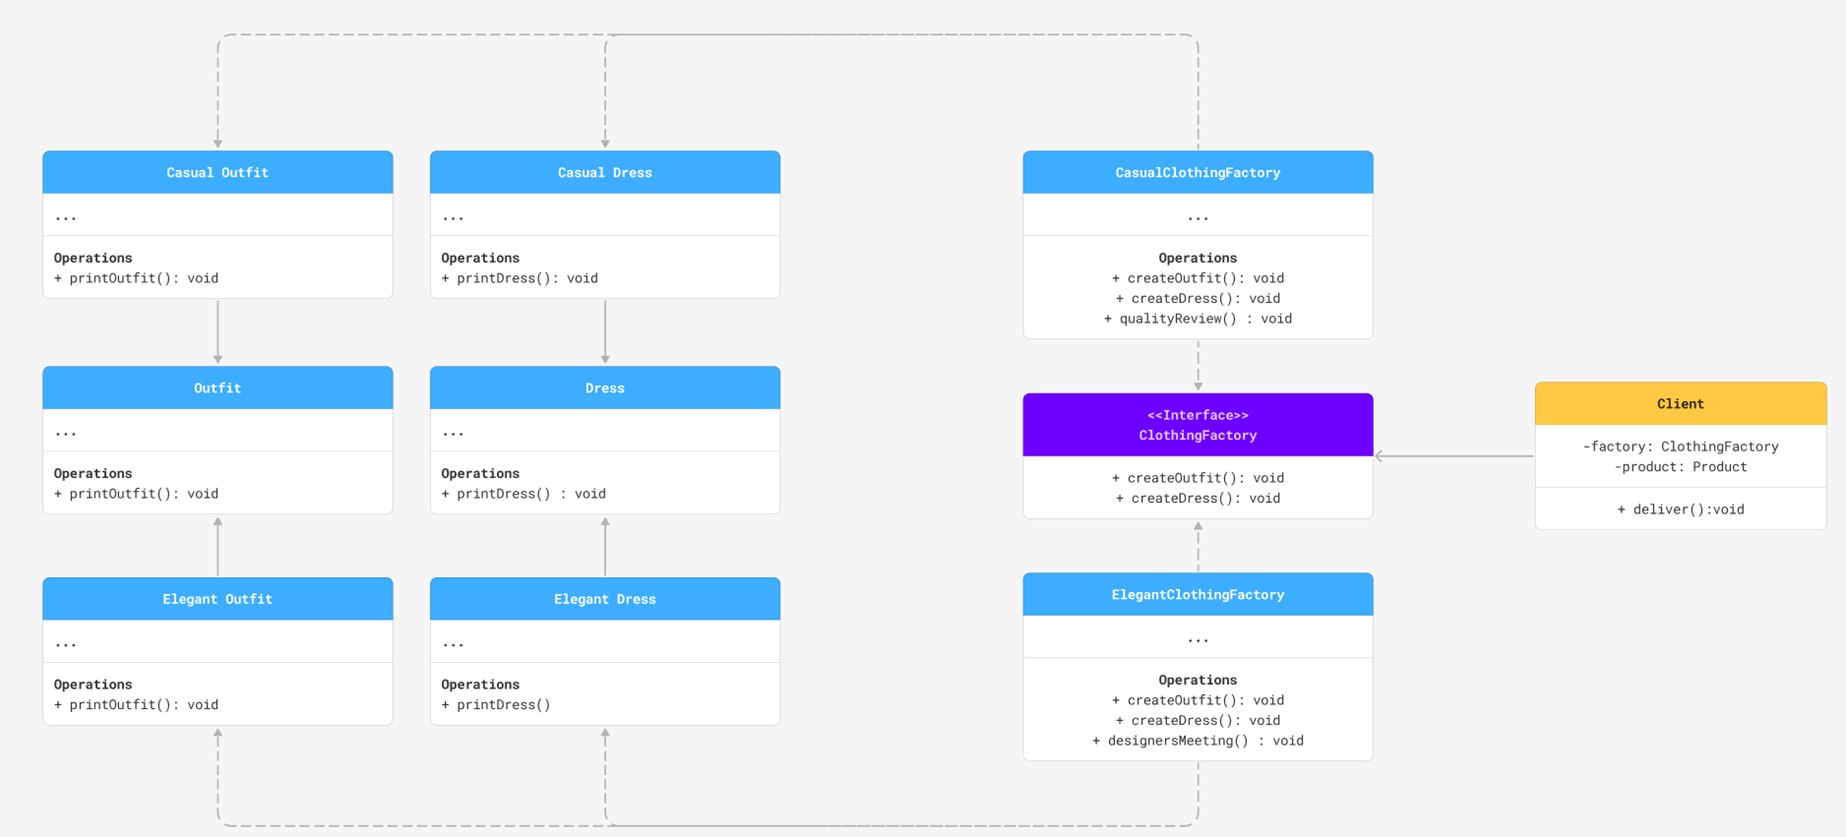 Casual Outfit
...
Operations
+ printOutfit(): void
Casual Dress
...
Operations
+ printDress(): void
CasualClothingFactory
...
Operations
+ createOutfit(): void
+ createDress(): void
+ qualityReview() : void
Outfit
...
Operations
+ printOutfit(): void
Dress
...
Operations
+ printDress() : void
<<Interface>>
ClothingFactory
+ createOutfit(): void
+ createDress(): void
Client
-factory: ClothingFactory
-product: Product
+ deliver():void
Elegant Outfit
...
Operations
+ printOutfit(): void
Elegant Dress
...
Operations
+ printDress()
ElegantClothingFactory
...
Operations
+ createOutfit(): void
+ createDress(): void
+ designersMeeting() : void